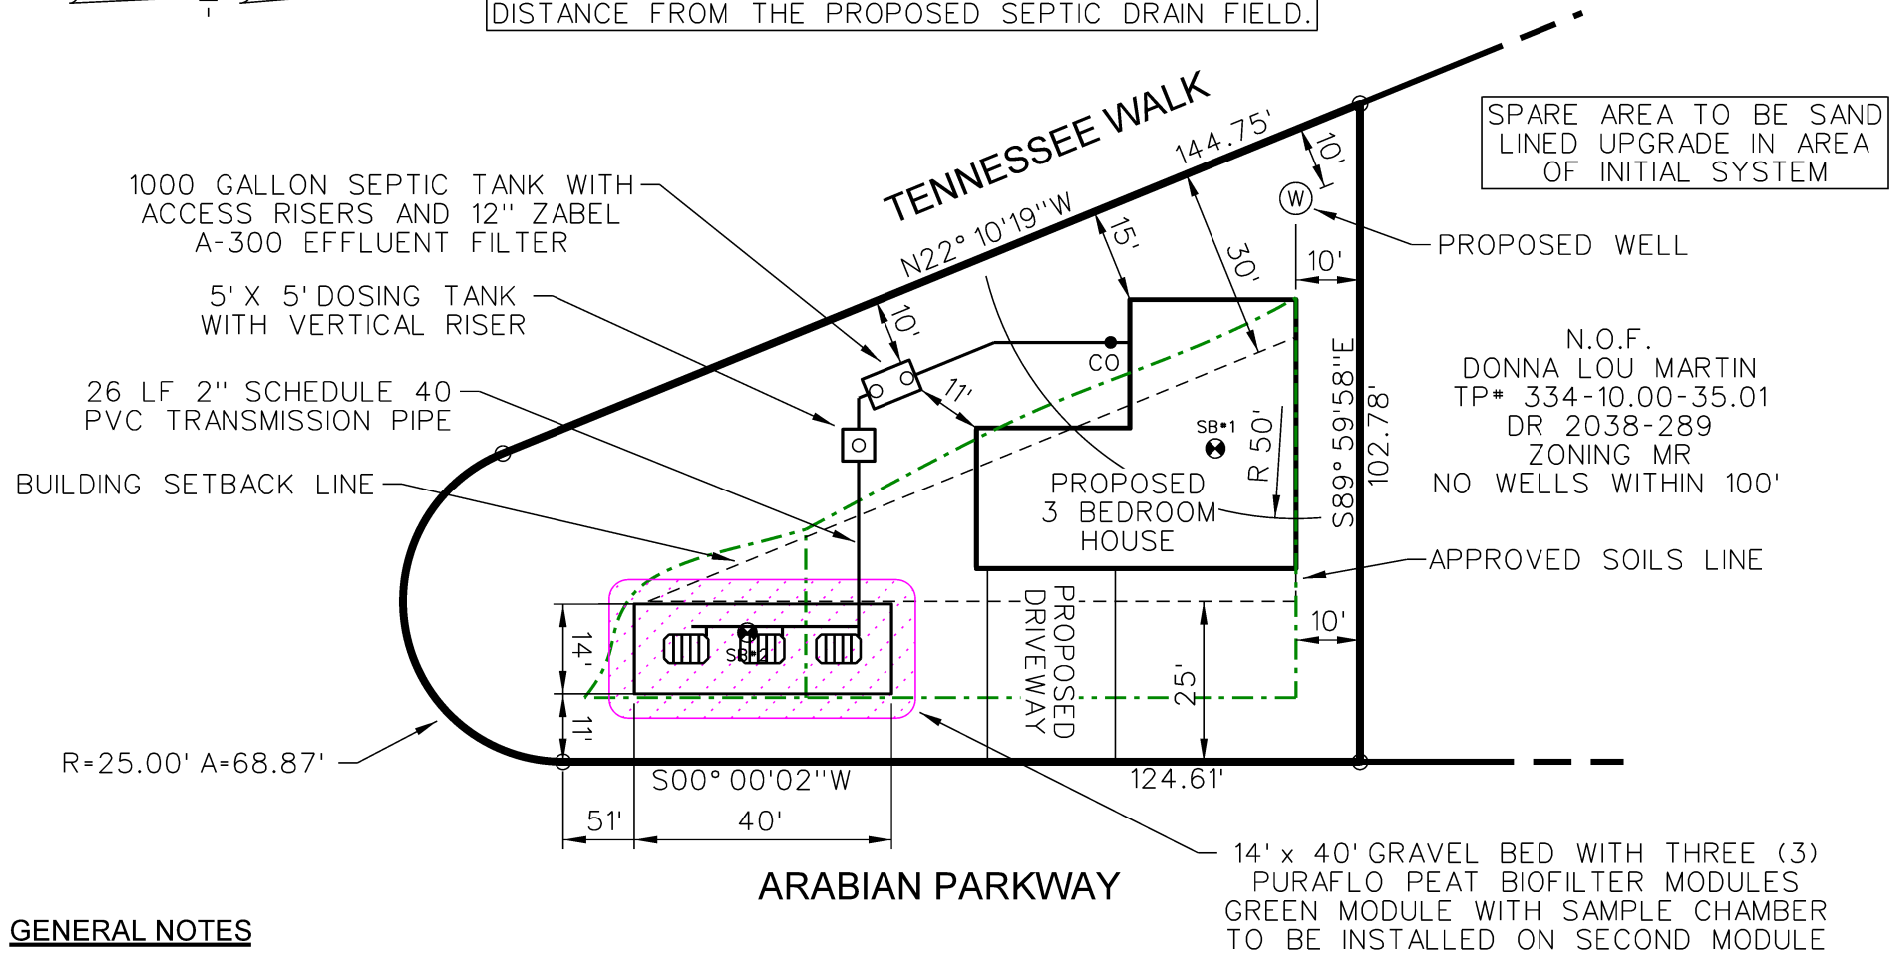 DISTANCE FROM THE PROPOSED SEPTIC DRAIN FIELD.
TENNESSEE WALK
144.75'
N22° 10'19"W
SPARE AREA TO BE SAND
LINED UPGRADE IN AREA
OF INITIAL SYSTEM
10'
W
PROPOSED WELL
10'
15'
30'
1000 GALLON SEPTIC TANK WITH
ACCESS RISERS AND 12" ZABEL
A-300 EFFLUENT FILTER
5' X 5' DOSING TANK
WITH VERTICAL RISER
10'
CO
11'
26 LF 2" SCHEDULE 40
PVC TRANSMISSION PIPE
BUILDING SETBACK LINE
SB#1
R 50'
PROPOSED
3 BEDROOM
HOUSE
S89° 59'58"E
102.78'
N.O.F.
DONNA LOU MARTIN
TP# 334-10.00-35.01
DR 2038-289
ZONING MR
NO WELLS WITHIN 100'
APPROVED SOILS LINE
10'
PROPOSED
DRIVEWAY
25'
14'
SB#2
11'
R=25.00' A=68.87'
S00° 00'02"W
124.61'
51'
40'
ARABIAN PARKWAY
14' x 40' GRAVEL BED WITH THREE (3)
PURAFLO PEAT BIOFILTER MODULES
GREEN MODULE WITH SAMPLE CHAMBER
TO BE INSTALLED ON SECOND MODULE
GENERAL NOTES